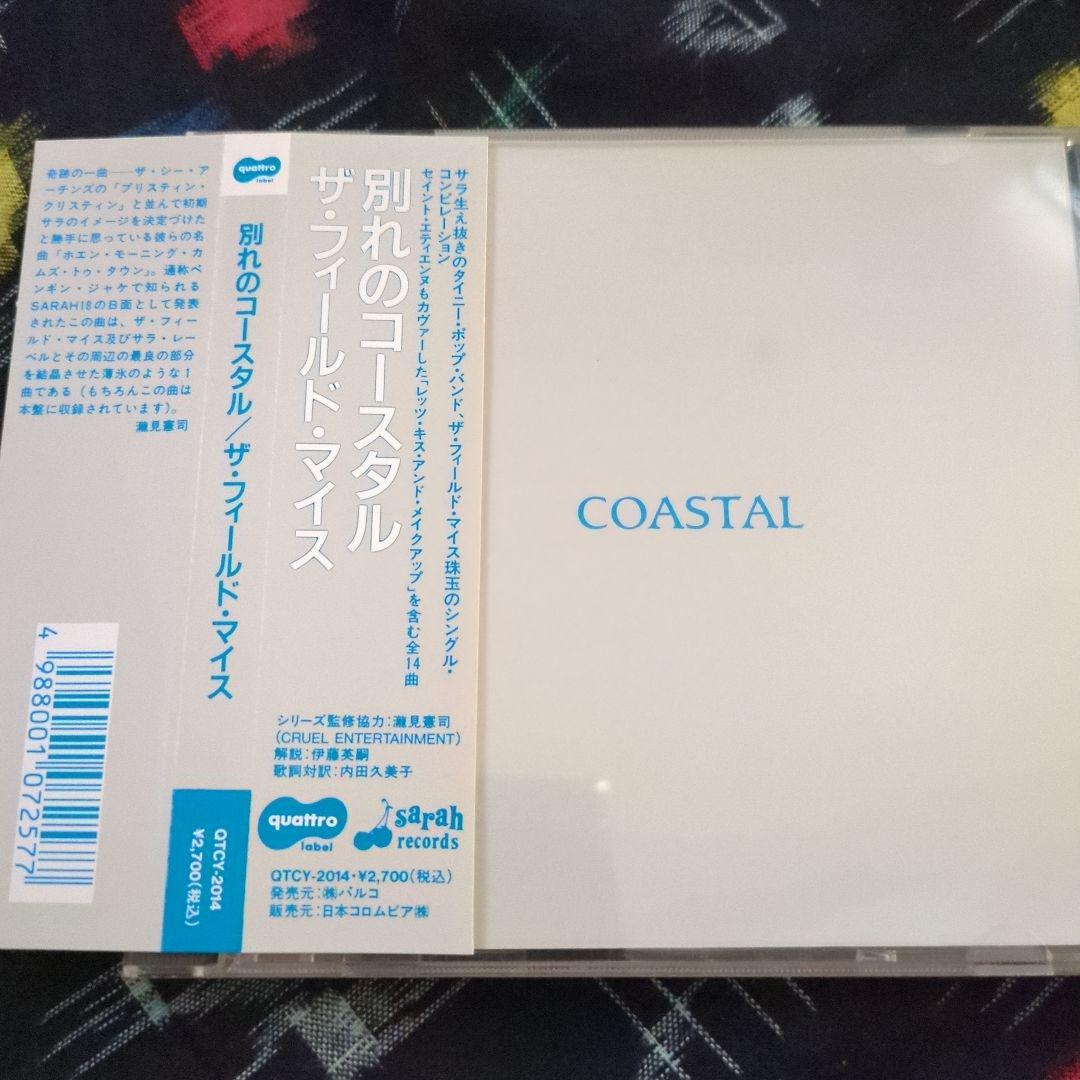 奇跡の一曲――ザ・シー・ア
ーチンズの「プリスティン・
クリスティン」と並んで初期
サラのイメージを決定づけた
と勝手に思っている彼らの名
曲「ホエン・モーニング・カ
ムズ・トゥ・タウン」。通称ペ
ンギン・ジャケで知られる
SARAH18のB面として発表
されたこの曲は、ザ・フィー
ルド・マイス及びサラ・レー
ベルとその周辺の最良の部分
を結晶させた薄氷のような1
曲である（もちろんこの曲は
本盤に収録されています）。
瀧見憲司
4 988001 072577
quattro
label
別れのコースタル／ザ・フィールド・マイス
QTCY-2014
¥2,700(税込)
サラ生え抜きのタイニー・ポップ・バンド、ザ・フィールド・マイス珠玉のシングル・
コンピレーション
セイント・エティエンヌもカヴァーした「レッツ・キス・アンド・メイクアップ」を含む全14曲
別れのコースタル
ザ・フィールド・マイス
シリーズ監修協力：瀧見憲司
（CRUEL ENTERTAINMENT）
解説：伊藤英嗣
歌詞対訳：内田久美子
quattro
label
sarah
records
QTCY-2014・¥2,700（税込）
発売元：㈱パルコ
販売元：日本コロムビア㈱
COASTAL